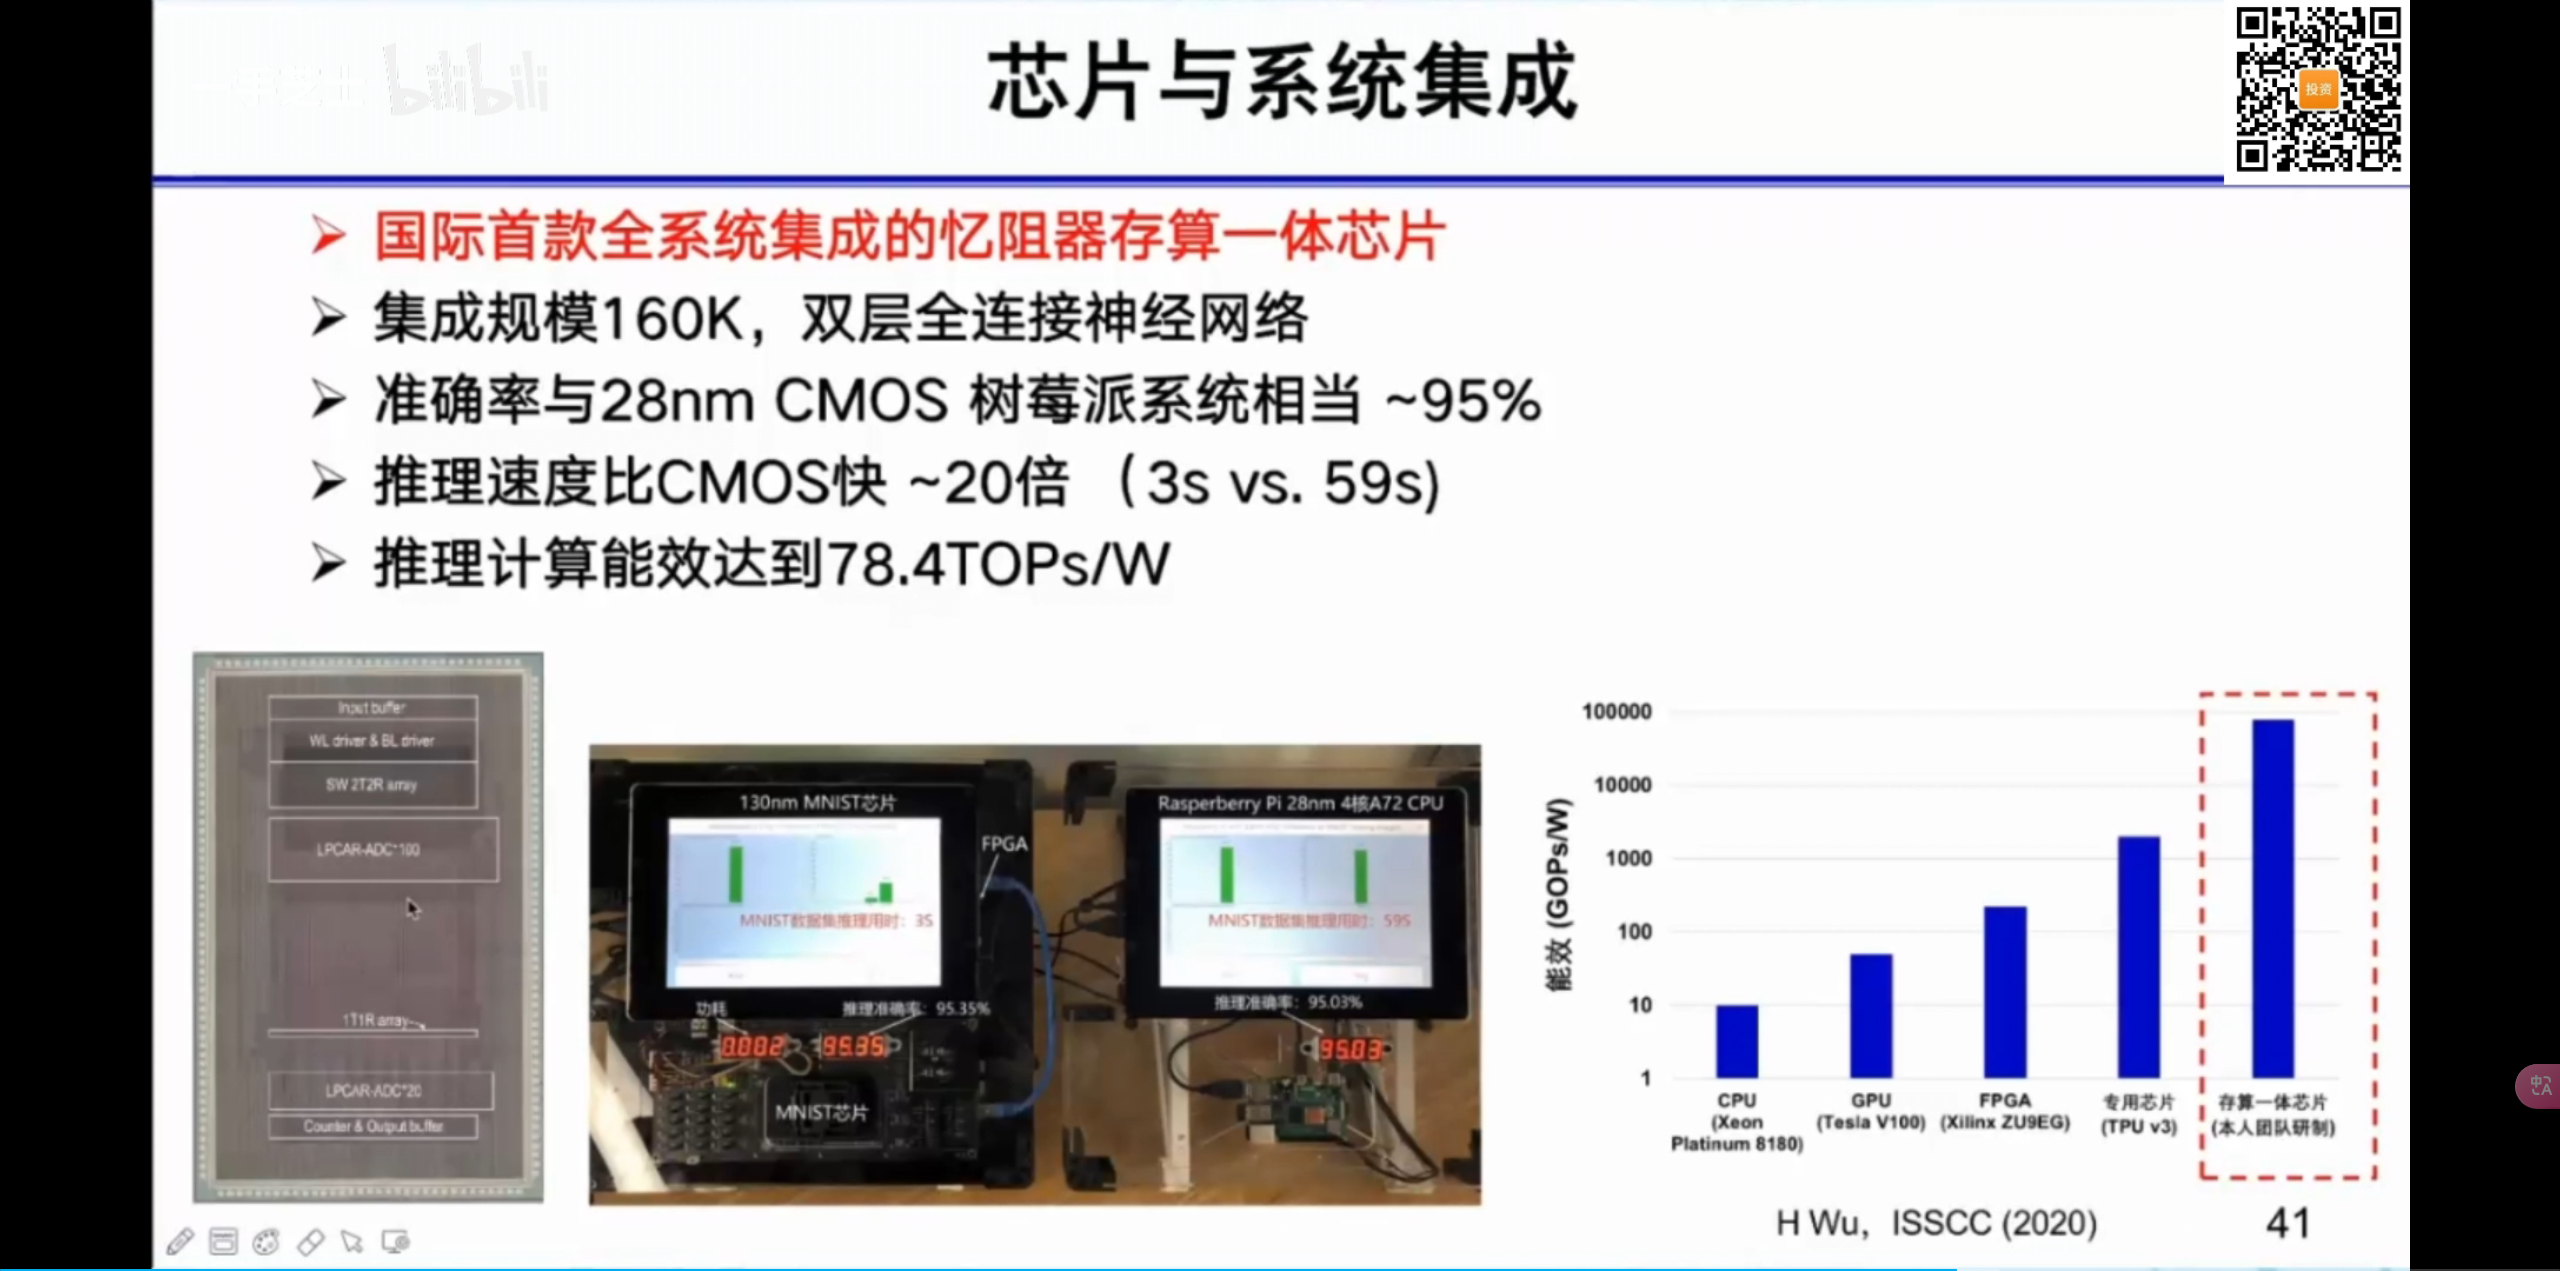 bilibili
芯片与系统集成
投资
国际首款全系统集成的忆阻器存算一体芯片
集成规模160K，双层全连接神经网络
准确率与28nm CMOS 树莓派系统相当 ~95%
推理速度比CMOS快 ~20倍 （3s vs. 59s)
推理计算能效达到78.4TOPs/W
Input buffer
WL driver & BL driver
SW 2T2R array
LPCAR-ADC*100
1T1R array
LPCAR-ADC*20
Counter & Output buffer
130nm MNIST芯片
FPGA
MNIST数据集推理用时：3S
功耗
推理准确率：95.35%
0.002
95.35
MNIST芯片
Rasperberry Pi 28nm 4核A72 CPU
MNIST数据集推理用时：59S
推理准确率：95.03%
95.03
能效 (GOPs/W)
100000
10000
1000
100
10
1
CPU
(Xeon
Platinum 8180)
GPU
(Tesla V100)
FPGA
(Xilinx ZU9EG)
专用芯片
(TPU v3)
存算一体芯片
(本人团队研制)
H Wu，ISSCC (2020)
41